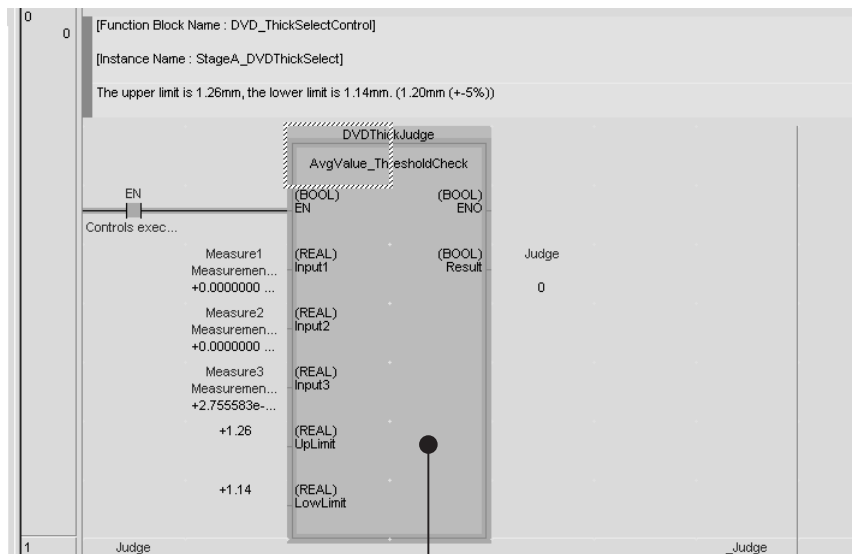 0
0
[Function Block Name : DVD_ThickSelectControl]
[Instance Name : StageA_DVDThickSelect]
The upper limit is 1.26mm, the lower limit is 1.14mm. (1.20mm (+-5%))
DVDThickJudge
AvgValue_ThresholdCheck
EN
(BOOL)
EN
(BOOL)
ENO
Controls exec...
Measure1
Measuremen...
+0.0000000 ...
(REAL)
Input1
(BOOL)
Result
Judge
0
Measure2
Measuremen...
+0.0000000 ...
(REAL)
Input2
Measure3
Measuremen...
+2.755583e-...
(REAL)
Input3
+1.26
(REAL)
UpLimit
+1.14
(REAL)
LowLimit
1
Judge
_Judge